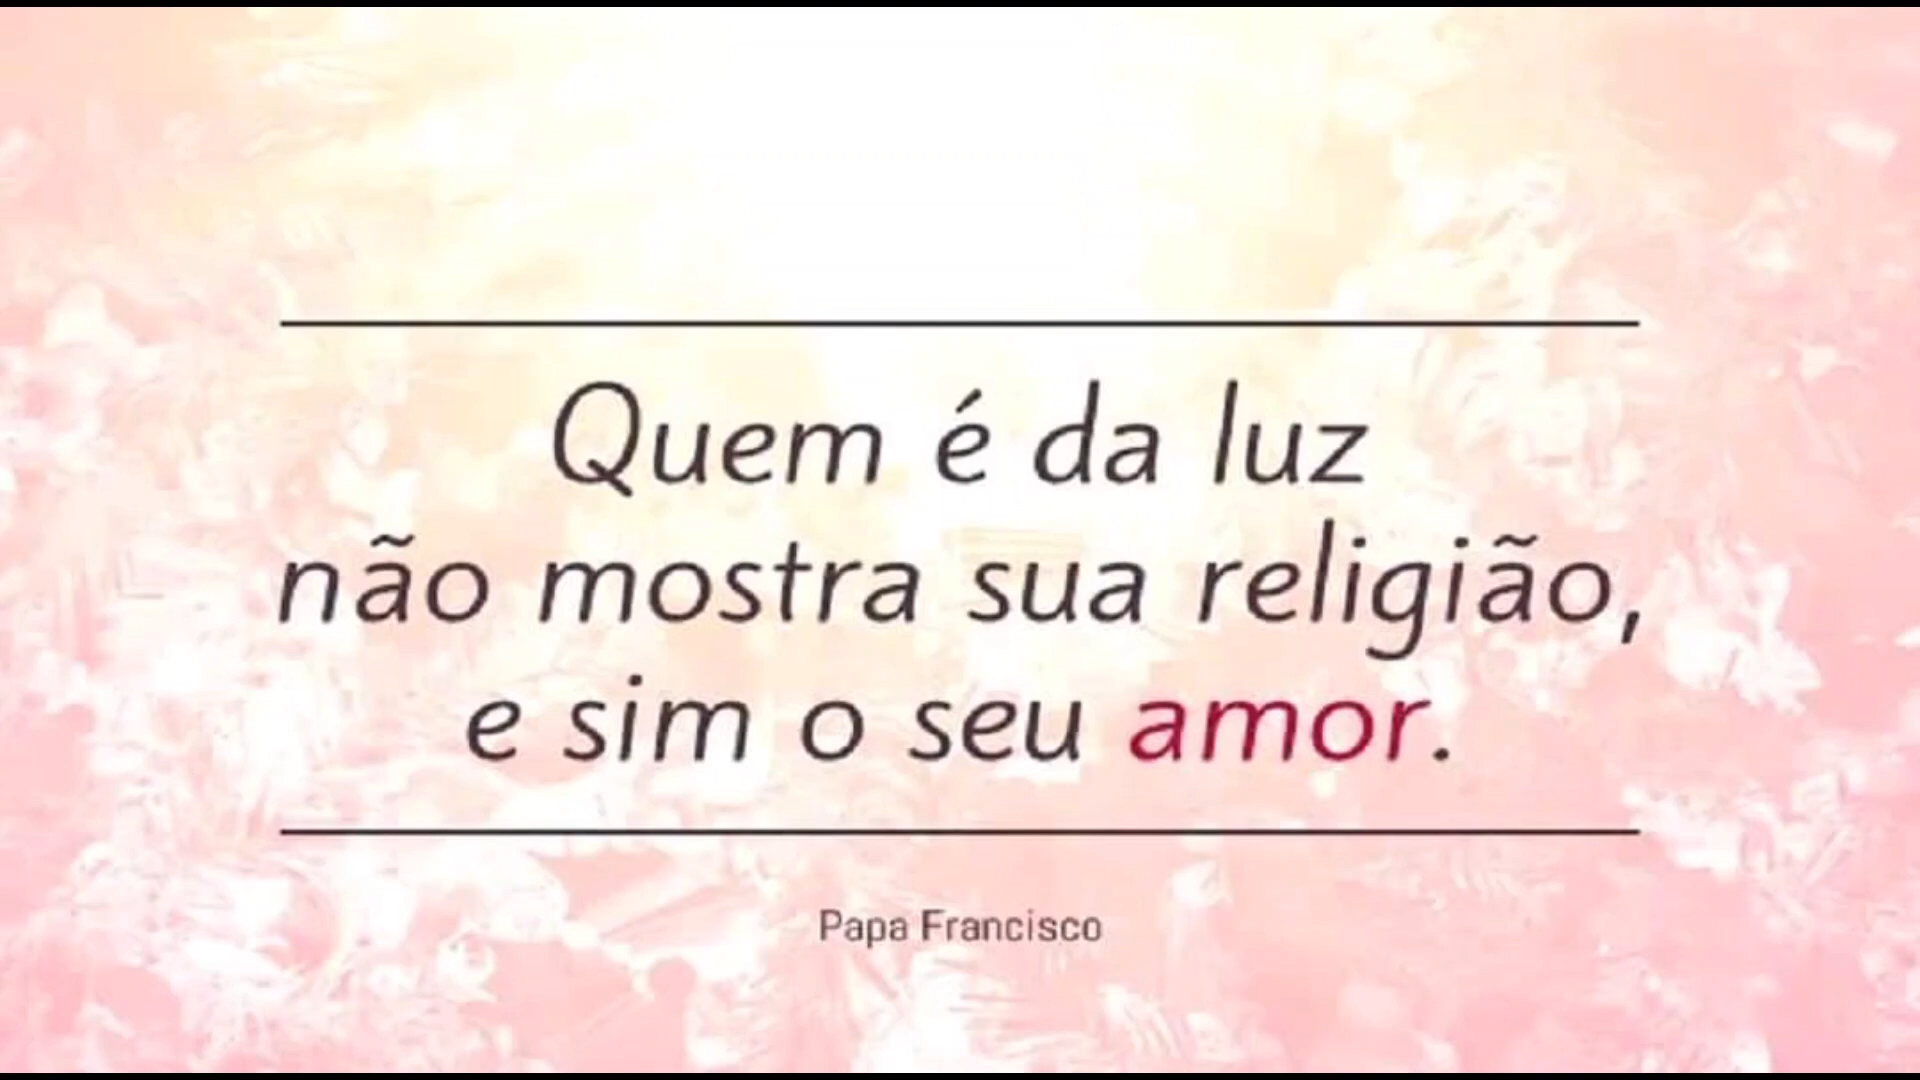 Quem é da luz
não mostra sua religião,
e sim o seu amor.
Papa Francisco